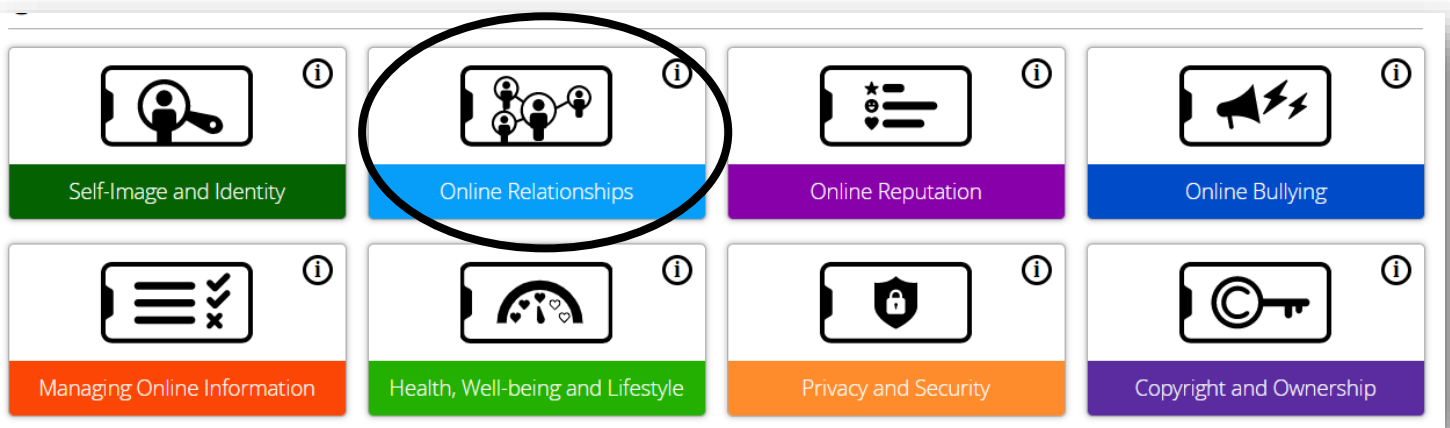 i i i i
Self-Image and Identity Online Relationships Online Reputation Online Bullying
i i i i
Managing Online Information Health, Well-being and Lifestyle Privacy and Security Copyright and Ownership